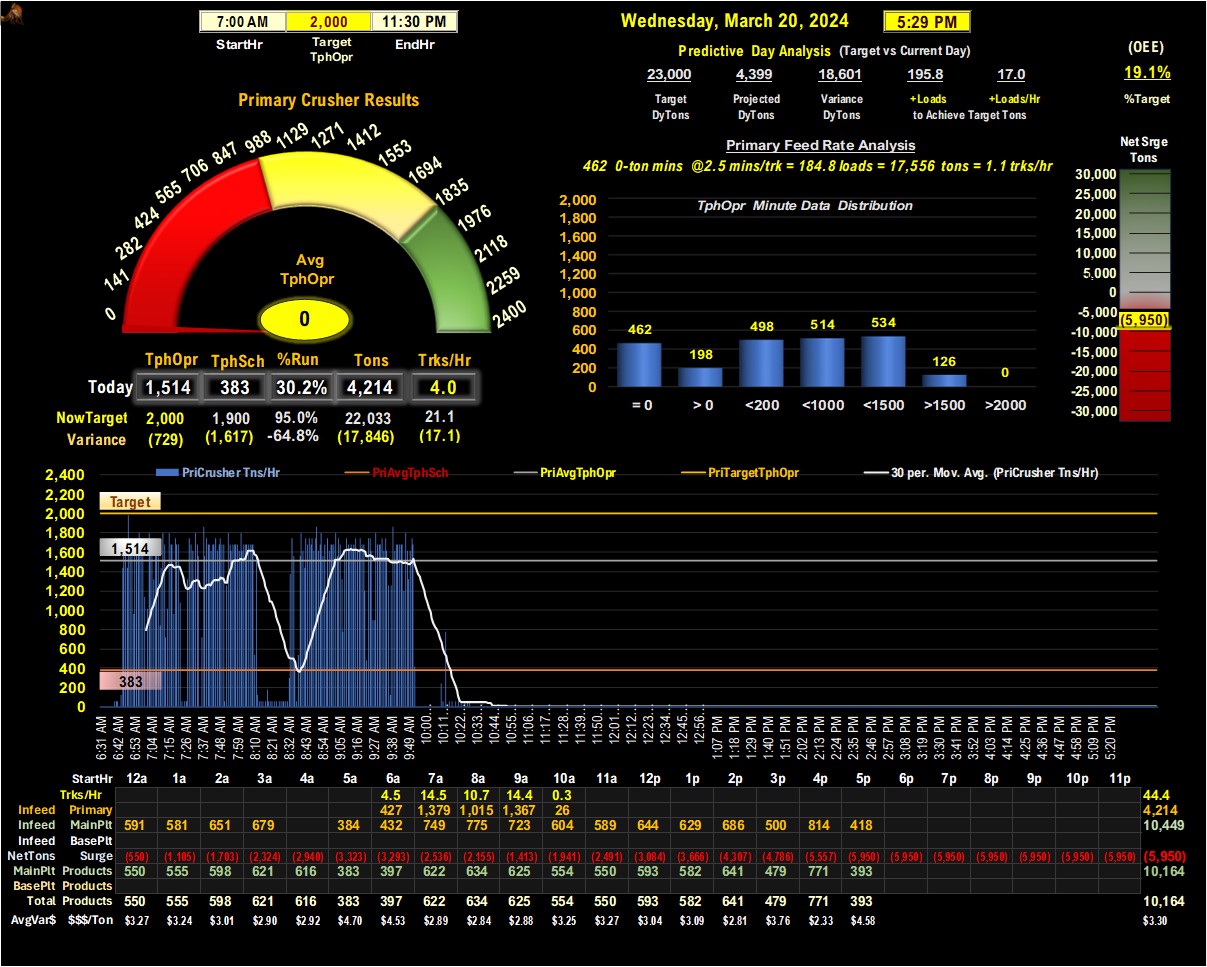 7:00 AM 2,000 11:30 PM
StartHr Target TphOpr EndHr
Wednesday, March 20, 2024 5:29 PM
Predictive Day Analysis (Target vs Current Day)
23,000 4,399 18,601 195.8 17.0
Target DyTons Projected DyTons Variance DyTons +Loads +Loads/Hr
to Achieve Target Tons
(OEE)
19.1%
%Target
Primary Crusher Results
0 141 282 424 565 706 847 988 1129 1271 1412 1553 1694 1835 1976 2118 2259 2400
Avg
TphOpr
0
TphOpr TphSch %Run Tons Trks/Hr
Today 1,514 383 30.2% 4,214 4.0
NowTarget 2,000 1,900 95.0% 22,033 21.1
Variance (729) (1,617) -64.8% (17,846) (17.1)
Primary Feed Rate Analysis
462 0-ton mins @2.5 mins/trk = 184.8 loads = 17,556 tons = 1.1 trks/hr
TphOpr Minute Data Distribution
2,000
1,800
1,600
1,400
1,200
1,000
800
600
400
200
0
462 198 498 514 534 126 0
= 0 > 0 <200 <1000 <1500 >1500 >2000
Net Srge
Tons
30,000
25,000
20,000
15,000
10,000
5,000
0
-5,000
(5,950)
-10,000
-15,000
-20,000
-25,000
-30,000
PriCrusher Tns/Hr PriAvgTphSch PriAvgTphOpr PriTargetTphOpr 30 per. Mov. Avg. (PriCrusher Tns/Hr)
2,400
2,200
2,000
1,800
1,600
1,400
1,200
1,000
800
600
400
200
0
Target
1,514
383
6:31 AM 6:42 AM 6:53 AM 7:04 AM 7:15 AM 7:26 AM 7:37 AM 7:48 AM 7:59 AM 8:10 AM 8:21 AM 8:32 AM 8:43 AM 8:54 AM 9:05 AM 9:16 AM 9:27 AM 9:38 AM 9:49 AM 10:00… 10:11… 10:22… 10:33… 10:44… 10:55… 11:06… 11:17… 11:28… 11:39… 11:50… 12:01… 12:12… 12:23… 12:34… 12:45… 12:56… 1:07 PM 1:18 PM 1:29 PM 1:40 PM 1:51 PM 2:02 PM 2:13 PM 2:24 PM 2:35 PM 2:46 PM 2:57 PM 3:08 PM 3:19 PM 3:30 PM 3:41 PM 3:52 PM 4:03 PM 4:14 PM 4:25 PM 4:36 PM 4:47 PM 4:58 PM 5:09 PM 5:20 PM
StartHr 12a 1a 2a 3a 4a 5a 6a 7a 8a 9a 10a 11a 12p 1p 2p 3p 4p 5p 6p 7p 8p 9p 10p 11p
Trks/Hr 4.5 14.5 10.7 14.4 0.3 44.4
Infeed Primary 427 1,379 1,015 1,367 26 4,214
Infeed MainPlt 591 581 651 679 384 432 749 775 723 604 589 644 629 686 500 814 418 10,449
Infeed BasePlt
NetTons Surge (550) (1,105) (1,703) (2,324) (2,940) (3,323) (3,293) (2,536) (2,155) (1,413) (1,941) (2,491) (3,084) (3,666) (4,307) (4,786) (5,557) (5,950) (5,950) (5,950) (5,950) (5,950) (5,950) (5,950) (5,950)
MainPlt Products 550 555 598 621 616 383 397 622 634 625 554 550 593 582 641 479 771 393 10,164
BasePlt Products
Total Products 550 555 598 621 616 383 397 622 634 625 554 550 593 582 641 479 771 393 10,164
AvgVar$ $$$/Ton $3.27 $3.24 $3.01 $2.90 $2.92 $4.70 $4.53 $2.89 $2.84 $2.88 $3.25 $3.27 $3.04 $3.09 $2.81 $3.76 $2.33 $4.58 $3.30